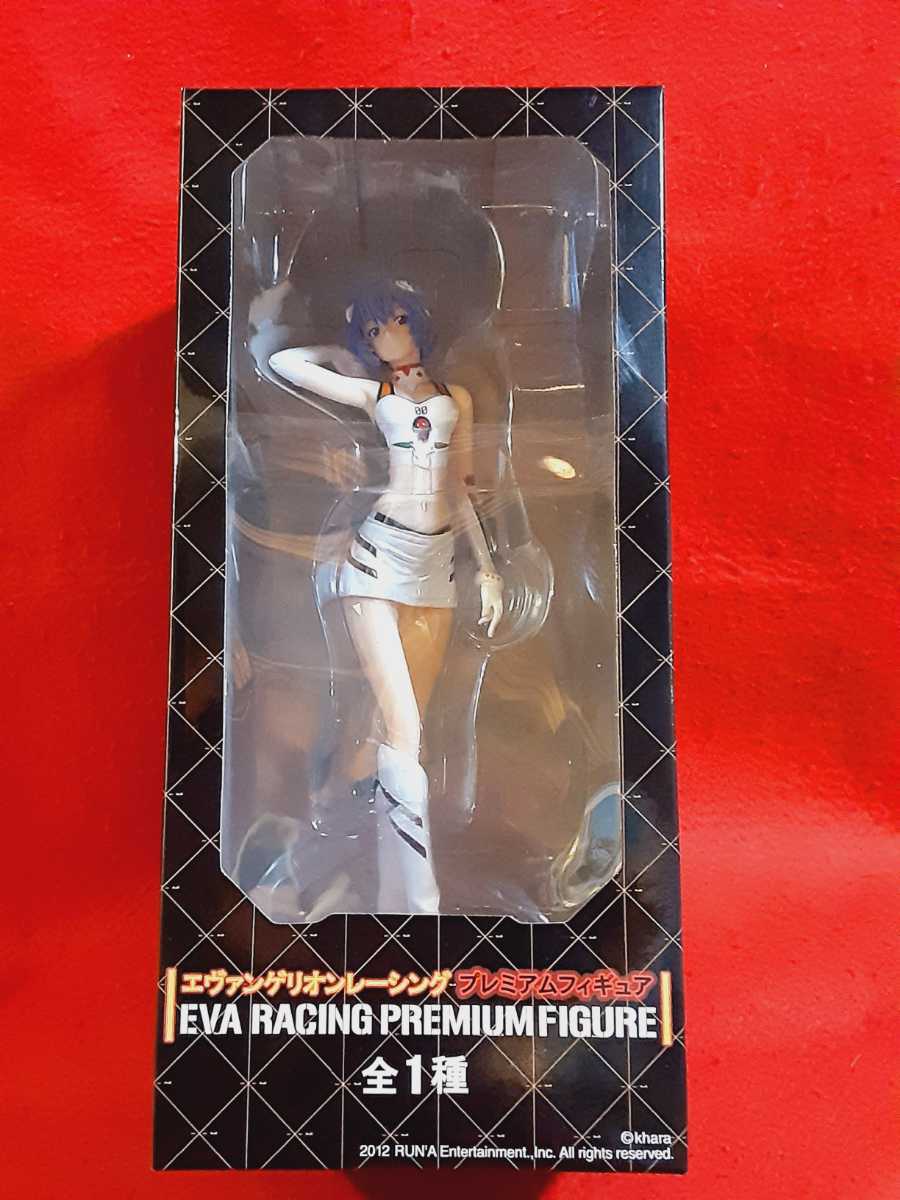 00
エヴァンゲリオンレーシング プレミアムフィギュア
EVA RACING PREMIUM FIGURE
全1種
©khara
2012 RUN'A Entertainment.,Inc. All rights reserved.